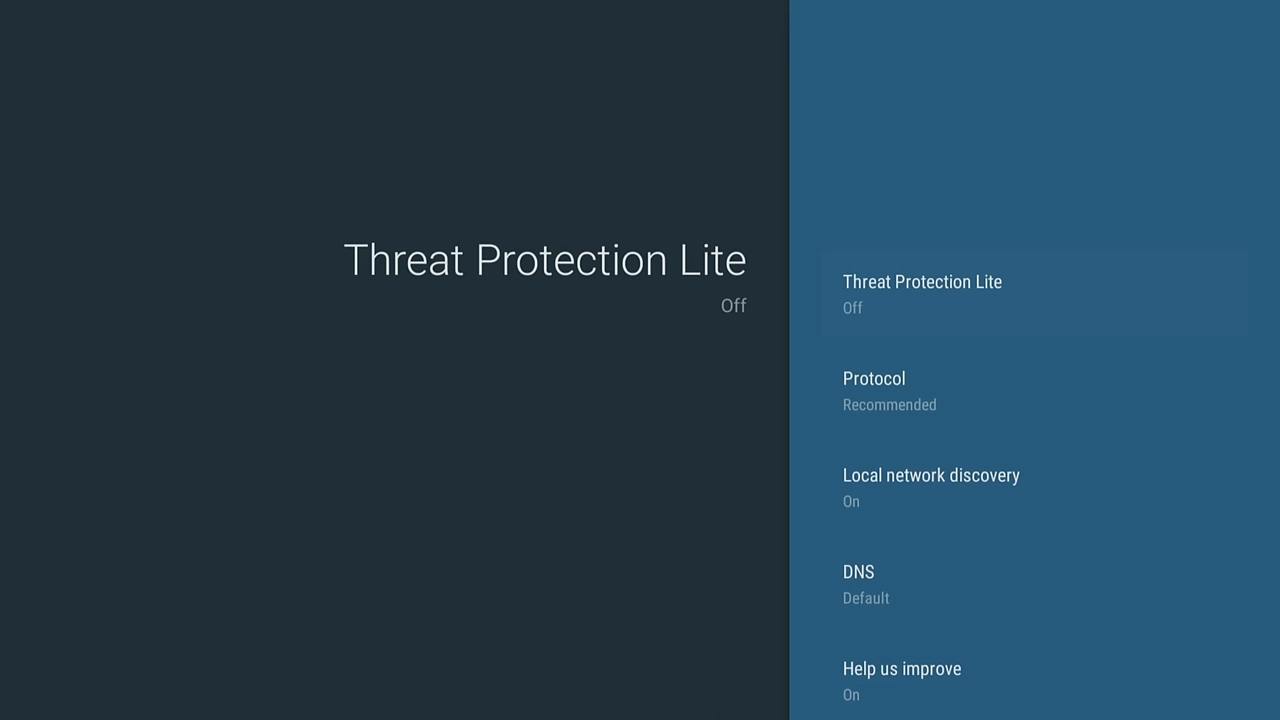 Threat Protection Lite
Off
Threat Protection Lite
Off
Protocol
Recommended
Local network discovery
On
DNS
Default
Help us improve
On